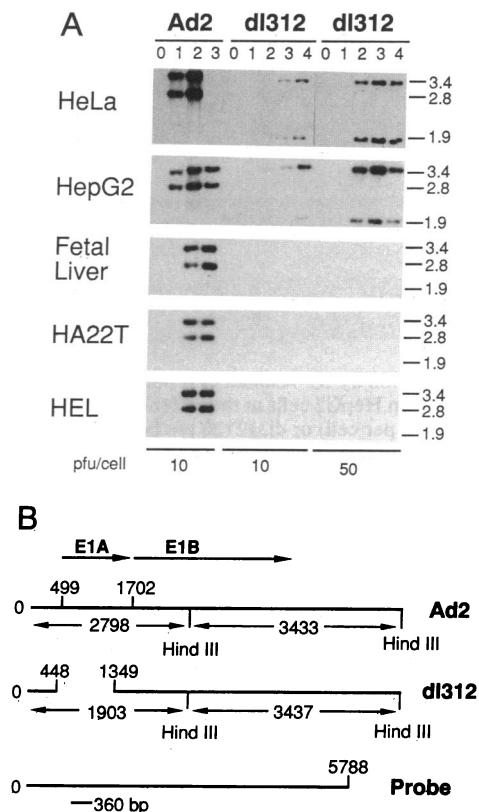 A
Ad2 dl312 dl312
0 1 2 3 0 1 2 3 4 0 1 2 3 4
HeLa
3.4
2.8
1.9
HepG2
3.4
2.8
1.9
Fetal
Liver
3.4
2.8
1.9
HA22T
3.4
2.8
1.9
HEL
3.4
2.8
1.9
pfu/cell 10 10 50
B
E1A E1B
499 1702
0 Ad2
2798 3433
Hind III Hind III
448 1349
0 dl312
1903 3437
Hind III Hind III
5788
0 Probe
360 bp